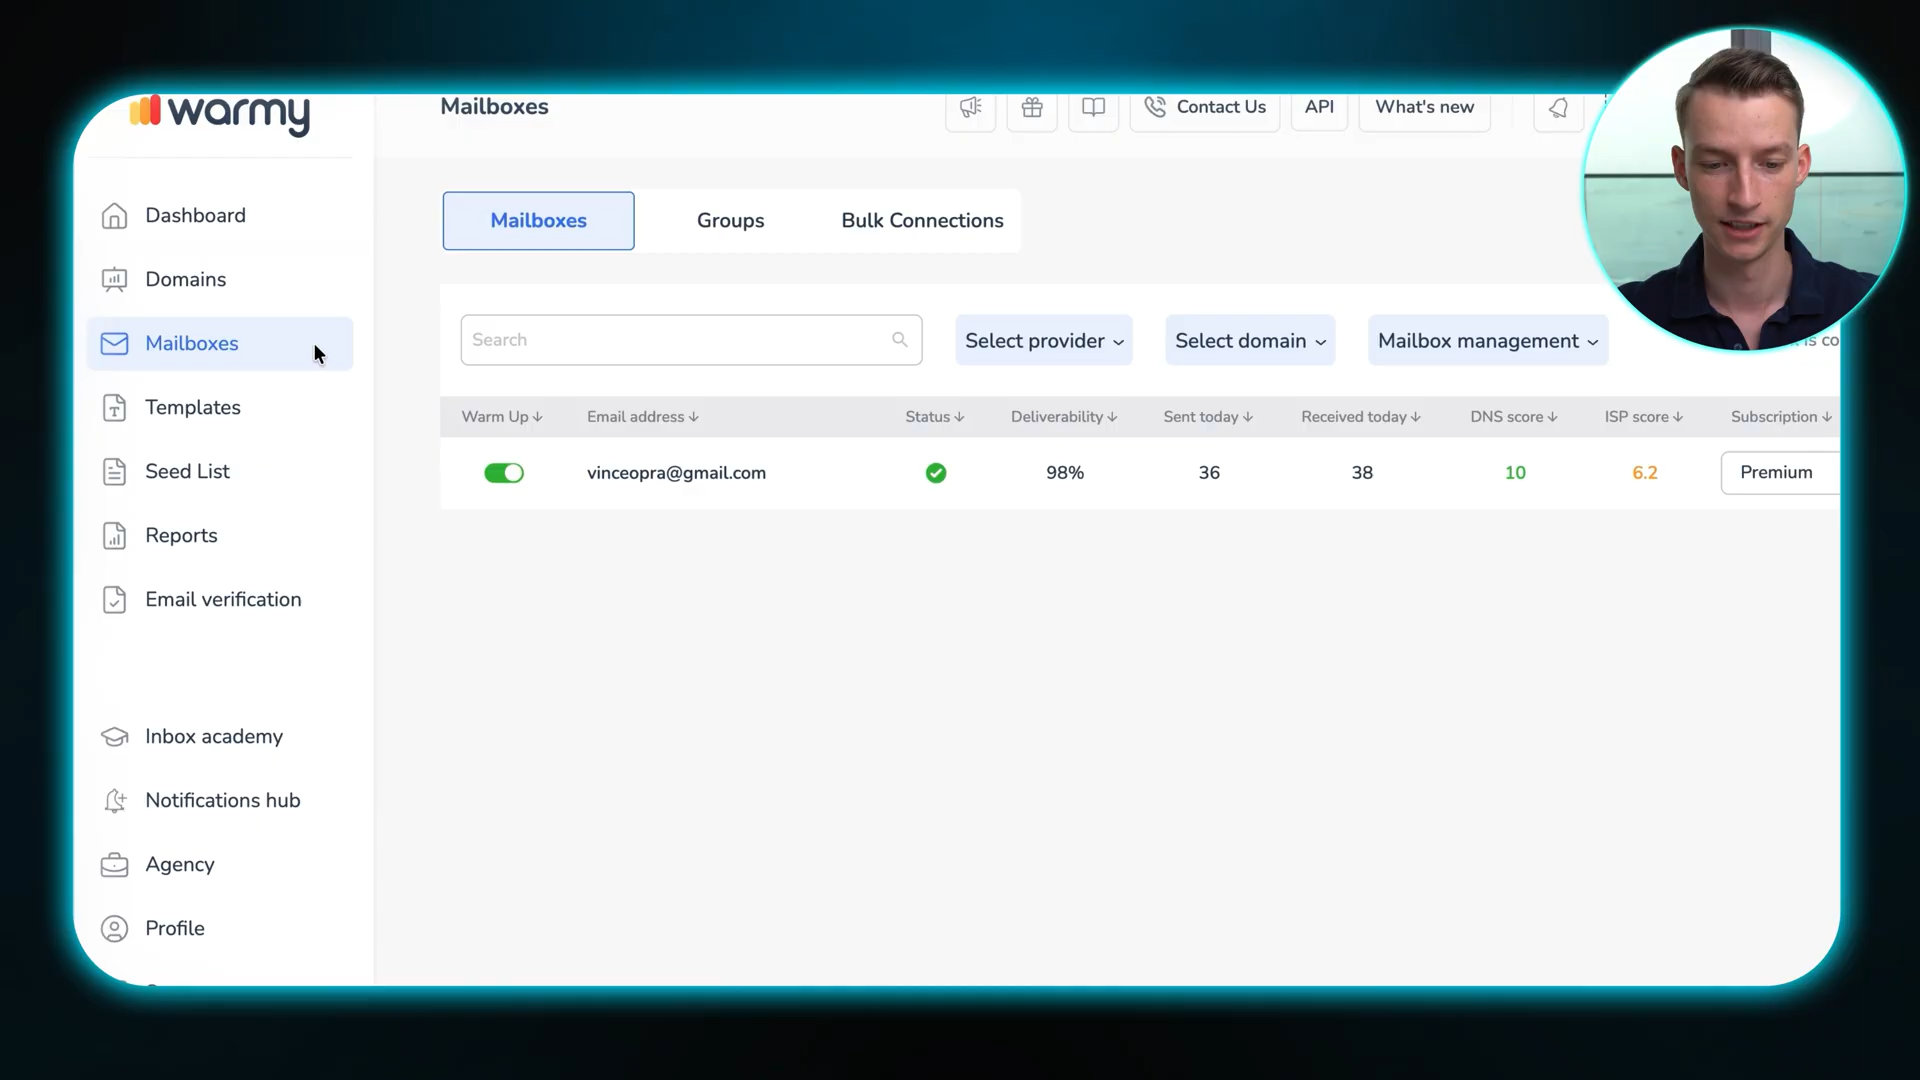 warmy
Mailboxes
Contact Us
API
What's new
Dashboard
Domains
Mailboxes
Templates
Seed List
Reports
Email verification
Inbox academy
Notifications hub
Agency
Profile
Mailboxes
Groups
Bulk Connections
Search
Select provider
Select domain
Mailbox management
is co
Warm Up Email address Status Deliverability Sent today Received today DNS score ISP score Subscription
vinceopra@gmail.com 98% 36 38 10 6.2 Premium